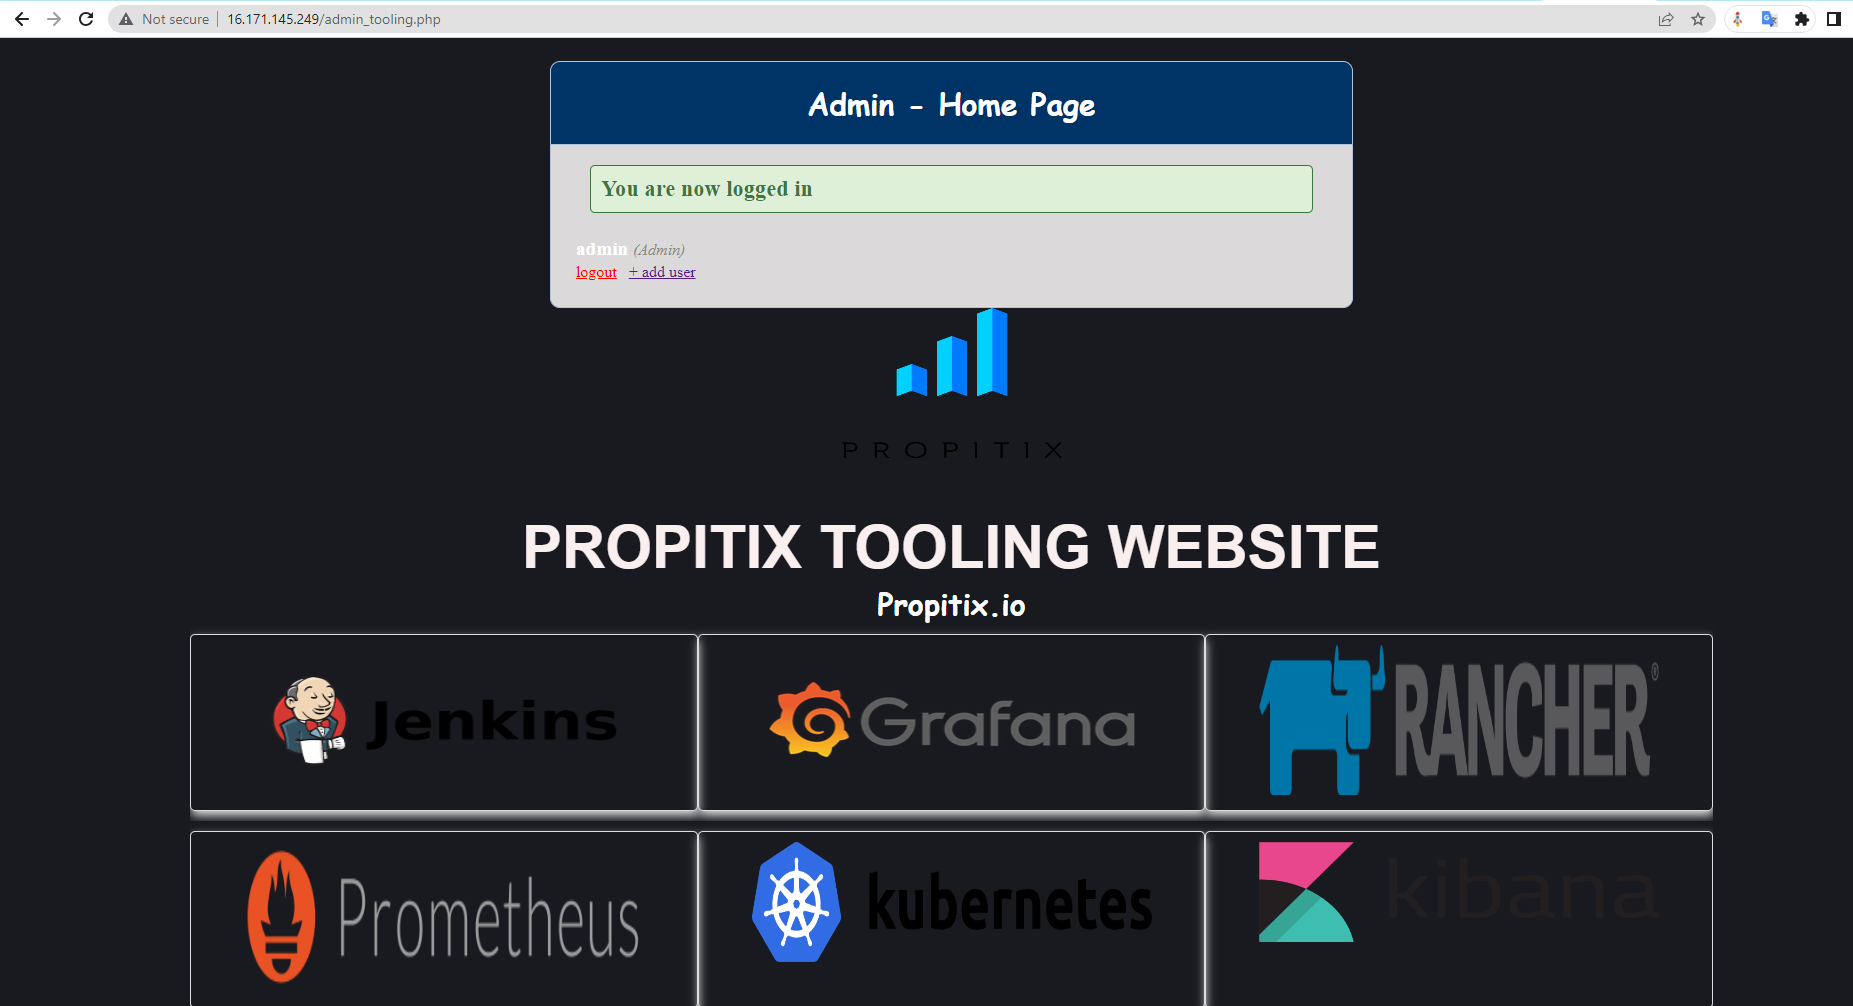 Not secure | 16.171.145.249/admin_tooling.php
Admin - Home Page
You are now logged in
admin (Admin)
logout + add user
PROPITIX
PROPITIX TOOLING WEBSITE
Propitix.io
Jenkins Grafana RANCHER®
Prometheus kubernetes kibana